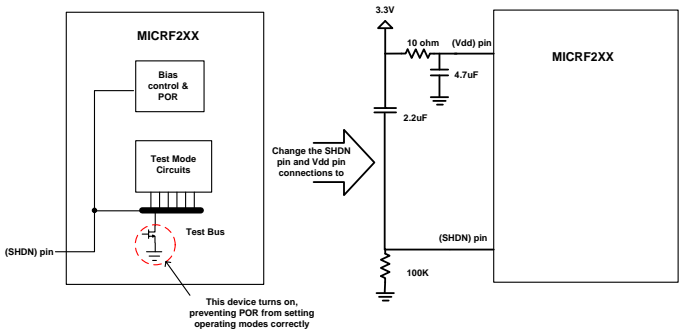 MICRF2XX
Bias
control &
POR
Test Mode
Circuits
Test Bus
(SHDN) pin
This device turns on,
preventing POR from setting
operating modes correctly
Change the SHDN
pin and Vdd pin
connections to
3.3V
10 ohm
(Vdd) pin
4.7uF
2.2uF
(SHDN) pin
100K
MICRF2XX